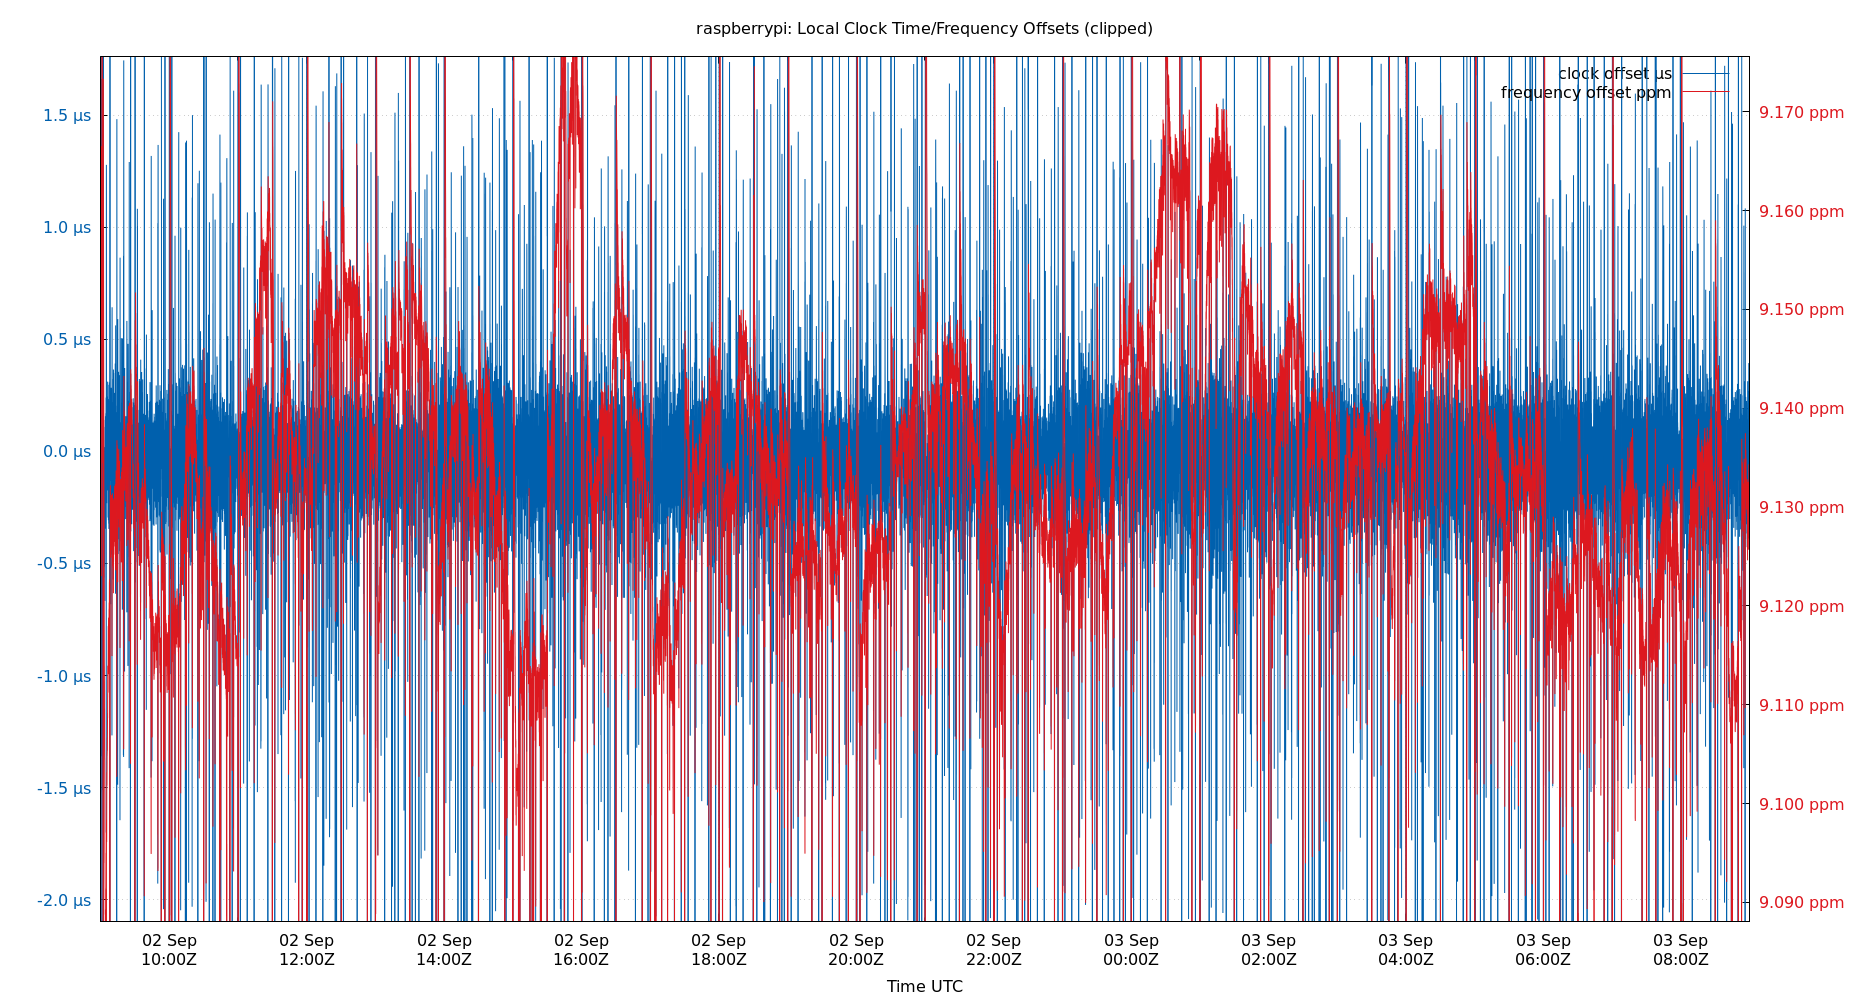 raspberrypi: Local Clock Time/Frequency Offsets (clipped)
clock offset µs
frequency offset ppm
1.5 µs
1.0 µs
0.5 µs
0.0 µs
-0.5 µs
-1.0 µs
-1.5 µs
-2.0 µs
9.170 ppm
9.160 ppm
9.150 ppm
9.140 ppm
9.130 ppm
9.120 ppm
9.110 ppm
9.100 ppm
9.090 ppm
02 Sep 02 Sep 02 Sep 02 Sep 02 Sep 02 Sep 02 Sep 03 Sep 03 Sep 03 Sep 03 Sep 03 Sep
10:00Z 12:00Z 14:00Z 16:00Z 18:00Z 20:00Z 22:00Z 00:00Z 02:00Z 04:00Z 06:00Z 08:00Z
Time UTC